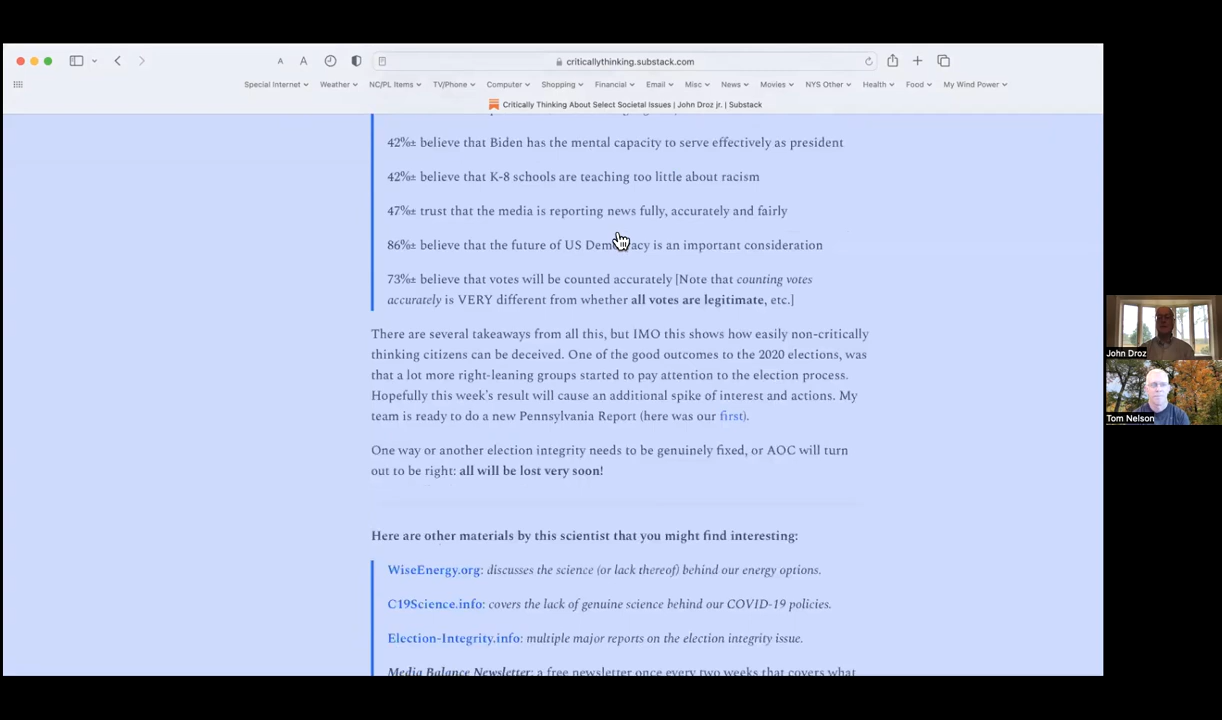 A A criticallythinking.substack.com
Special Internet Weather NC/PL Items TV/Phone Computer Shopping Financial Email Misc News Movies NYS Other Health Food My Wind Power
Critically Thinking About Select Societal Issues | John Droz jr. | Substack
42%± believe that Biden has the mental capacity to serve effectively as president
42%± believe that K-8 schools are teaching too little about racism
47%± trust that the media is reporting news fully, accurately and fairly
86%± believe that the future of US Democracy is an important consideration
73%± believe that votes will be counted accurately [Note that counting votes
accurately is VERY different from whether all votes are legitimate, etc.]
There are several takeaways from all this, but IMO this shows how easily non-critically
thinking citizens can be deceived. One of the good outcomes to the 2020 elections, was
that a lot more right-leaning groups started to pay attention to the election process.
Hopefully this week's result will cause an additional spike of interest and actions. My
team is ready to do a new Pennsylvania Report (here was our first).
One way or another election integrity needs to be genuinely fixed, or AOC will turn
out to be right: all will be lost very soon!
Here are other materials by this scientist that you might find interesting:
WiseEnergy.org: discusses the science (or lack thereof) behind our energy options.
C19Science.info: covers the lack of genuine science behind our COVID-19 policies.
Election-Integrity.info: multiple major reports on the election integrity issue.
Media Balance Newsletter: a free newsletter once every two weeks that covers what
John Droz
Tom Nelson